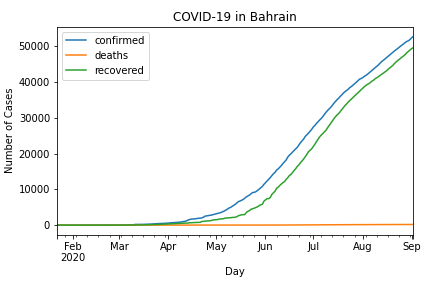 COVID-19 in Bahrain
confirmed
deaths
recovered
50000
40000
30000
20000
10000
0
Number of Cases
Feb Mar Apr May Jun Jul Aug Sep
2020
Day